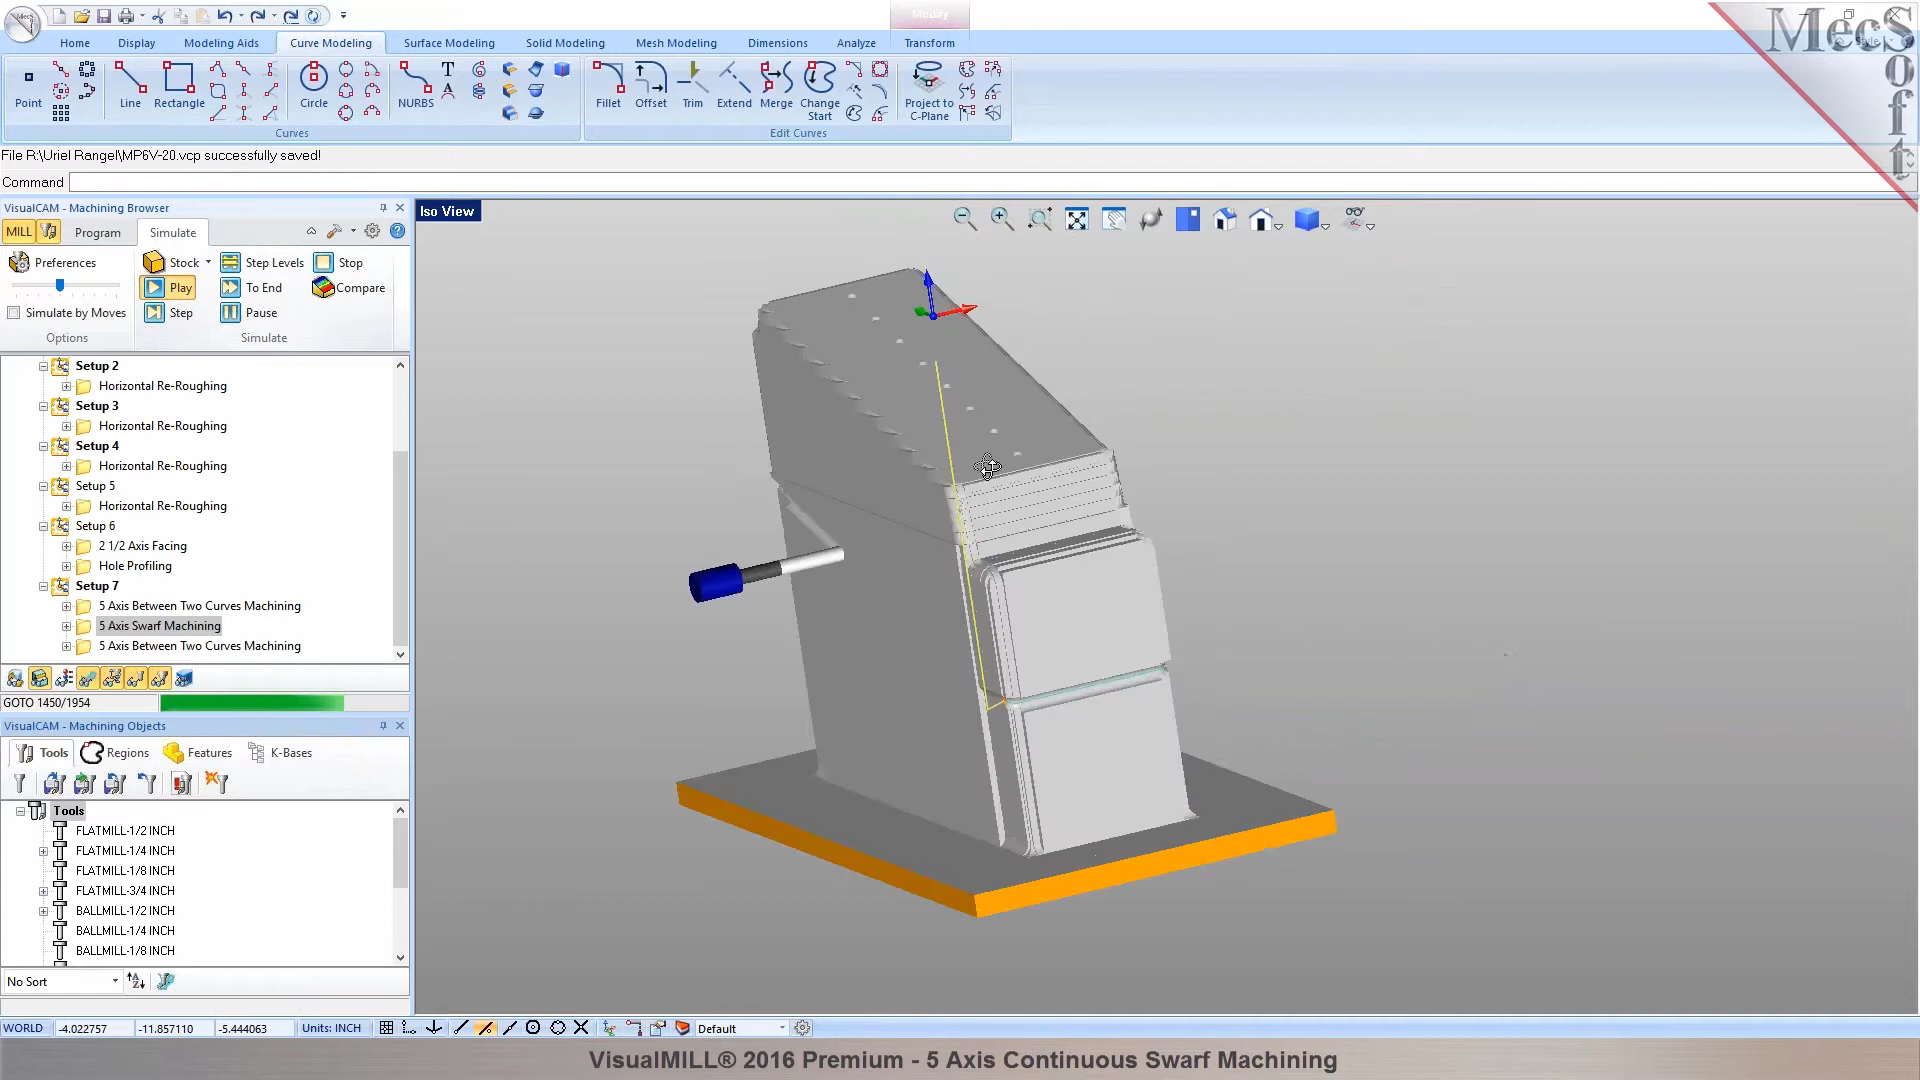 Modify
MecSoft
Home Display Modeling Aids Curve Modeling Surface Modeling Solid Modeling Mesh Modeling Dimensions Analyze Transform
Point Line Rectangle Circle NURBS Fillet Offset Trim Extend Merge Change Start Project to C-Plane
Curves Edit Curves
File R:\Uriel Rangel\MP6V-20.vcp successfully saved!
Command
VisualCAM - Machining Browser
Iso View
MILL Program Simulate
Preferences Stock Step Levels Stop
Play To End Compare
Simulate by Moves Step Pause
Options Simulate
Setup 2
Horizontal Re-Roughing
Setup 3
Horizontal Re-Roughing
Setup 4
Horizontal Re-Roughing
Setup 5
Horizontal Re-Roughing
Setup 6
2 1/2 Axis Facing
Hole Profiling
Setup 7
5 Axis Between Two Curves Machining
5 Axis Swarf Machining
5 Axis Between Two Curves Machining
GOTO 1450/1954
VisualCAM - Machining Objects
Tools Regions Features K-Bases
Tools
FLATMILL-1/2 INCH
FLATMILL-1/4 INCH
FLATMILL-1/8 INCH
FLATMILL-3/4 INCH
BALLMILL-1/2 INCH
BALLMILL-1/4 INCH
BALLMILL-1/8 INCH
No Sort
WORLD -4.022757 -11.857110 -5.444063 Units: INCH Default
VisualMILL® 2016 Premium - 5 Axis Continuous Swarf Machining